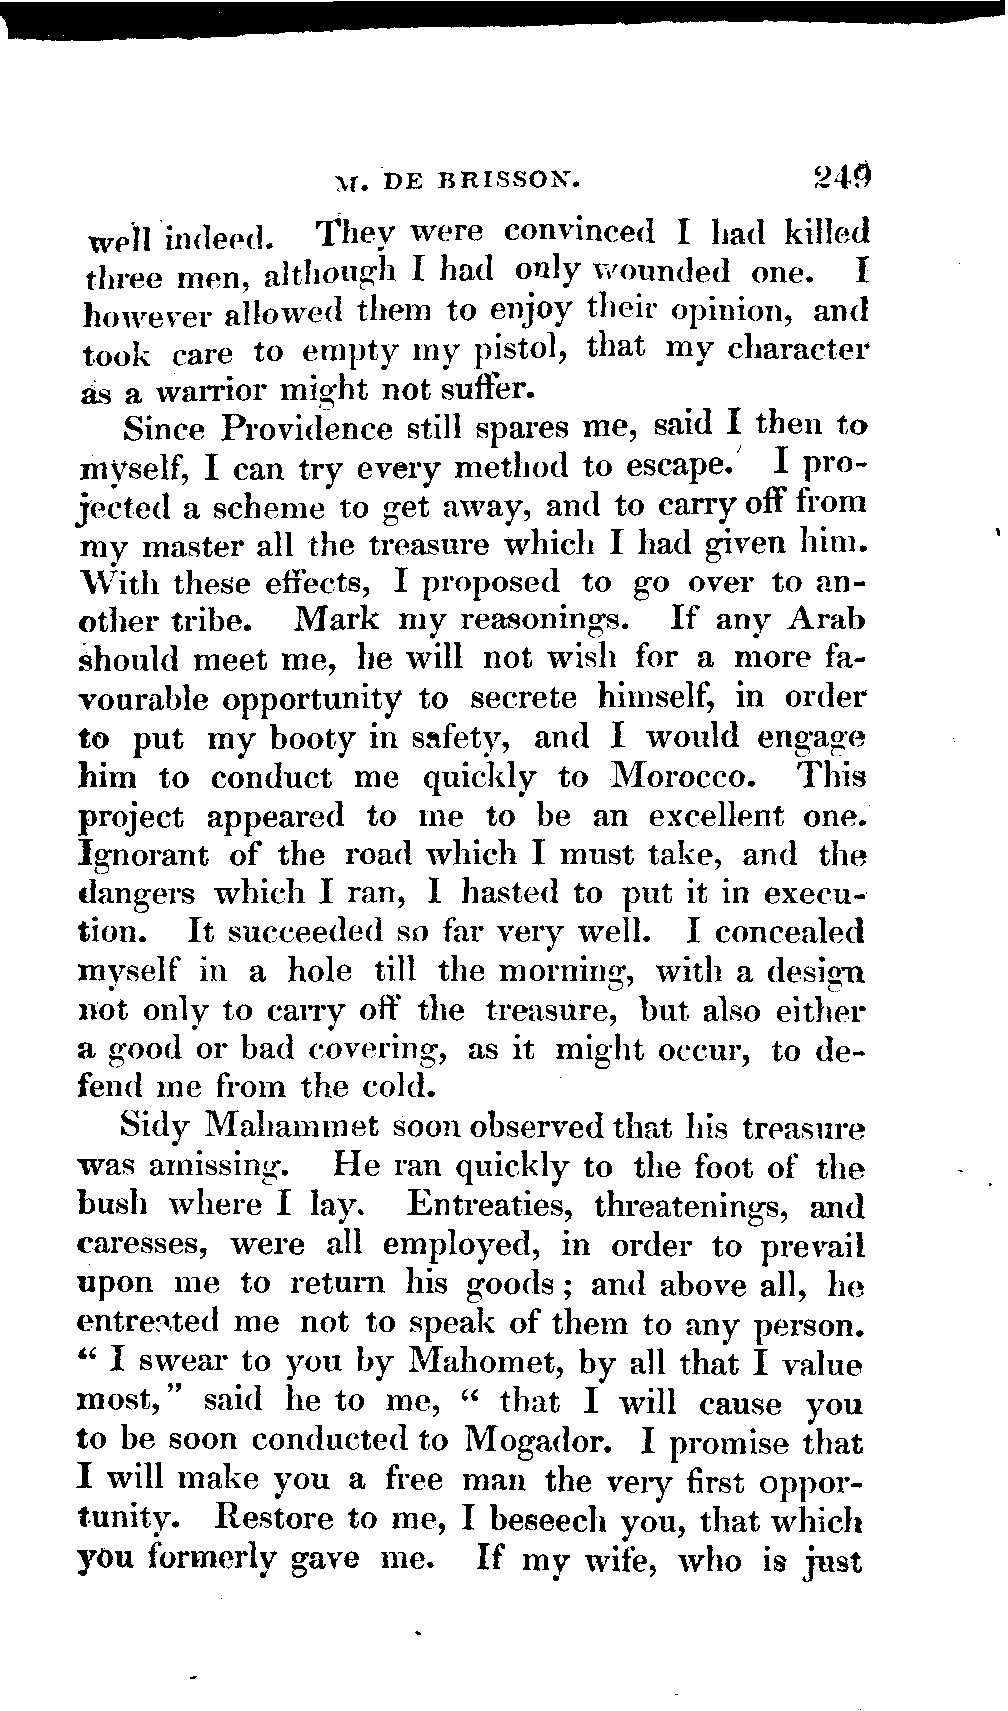 M. DE BRISSON. 249
well indeed. They were convinced I had killed
three men, although I had only wounded one. I
however allowed them to enjoy their opinion, and
took care to empty my pistol, that my character
as a warrior might not suffer.
Since Providence still spares me, said I then to
myself, I can try every method to escape. I pro-
jected a scheme to get away, and to carry off from
my master all the treasure which I had given him.
With these effects, I proposed to go over to an-
other tribe. Mark my reasonings. If any Arab
should meet me, he will not wish for a more fa-
vourable opportunity to secrete himself, in order
to put my booty in safety, and I would engage
him to conduct me quickly to Morocco. This
project appeared to me to be an excellent one.
Ignorant of the road which I must take, and the
dangers which I ran, I hasted to put it in execu-
tion. It succeeded so far very well. I concealed
myself in a hole till the morning, with a design
not only to carry off the treasure, but also either
a good or bad covering, as it might occur, to de-
fend me from the cold.
Sidy Mahammet soon observed that his treasure
was amissing. He ran quickly to the foot of the
bush where I lay. Entreaties, threatenings, and
caresses, were all employed, in order to prevail
upon me to return his goods; and above all, he
entreated me not to speak of them to any person.
“ I swear to you by Mahomet, by all that I value
most,” said he to me, “ that I will cause you
to be soon conducted to Mogador. I promise that
I will make you a free man the very first oppor-
tunity. Restore to me, I beseech you, that which
you formerly gave me. If my wife, who is just